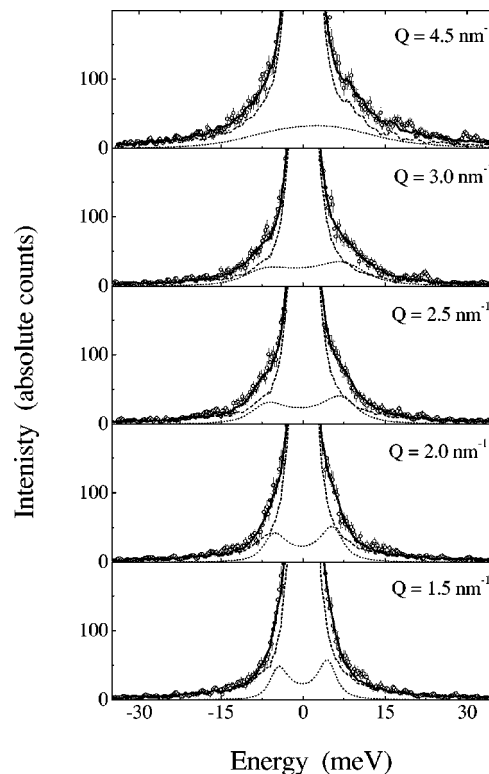 Q = 4.5 nm⁻
100
0
Q = 3.0 nm⁻¹
100
0
Q = 2.5 nm⁻¹
100
0
Q = 2.0 nm⁻¹
100
0
Q = 1.5 nm⁻¹
100
0
-30 -15 0 15 30
Energy (meV)
Intenisty (absolute counts)